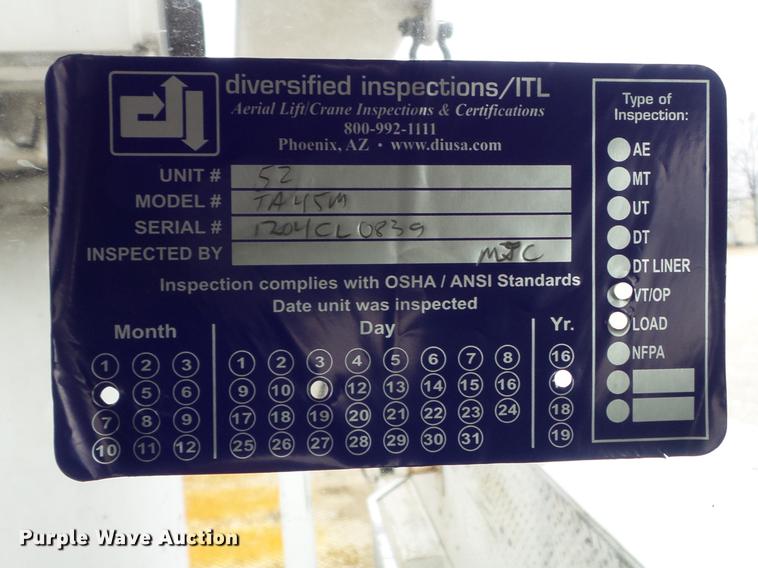 diversified inspections/ITL
Aerial Lift/Crane Inspections & Certifications
800-992-1111
Phoenix, AZ • www.diusa.com
UNIT # 52
MODEL # TA45M
SERIAL # 1204CL0839
INSPECTED BY MJC
Inspection complies with OSHA / ANSI Standards
Date unit was inspected
Month
1 2 3
5 6
7 8 9
10 11 12
Day
1 2 3 4 5 6 7 8
9 10 12 13 14 15 16
17 18 19 20 21 22 23 24
25 26 27 28 29 30 31
Yr.
16
18
19
Type of
Inspection:
AE
MT
UT
DT
DT LINER
VT/OP
LOAD
NFPA
Purple Wave Auction